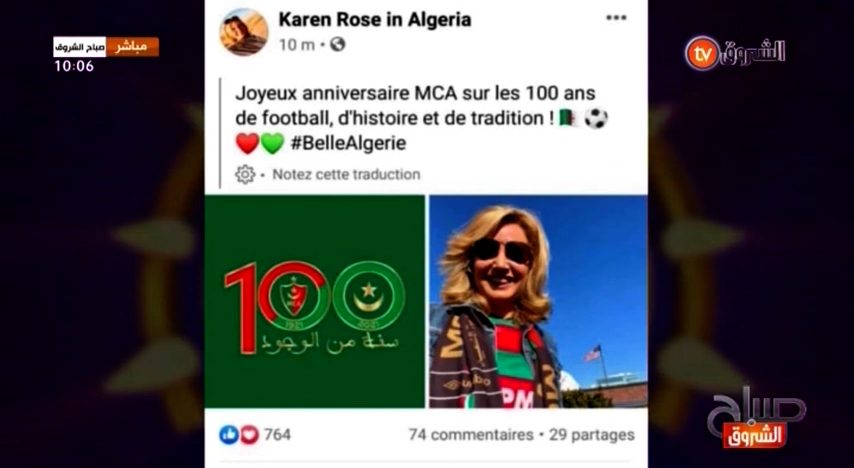 صباح الشروق مباشر
10:06
الشروق tv
Karen Rose in Algeria
10 m
Joyeux anniversaire MCA sur les 100 ans
de football, d'histoire et de tradition !
#BelleAlgerie
Notez cette traduction
100
MCA
1921 2021
سنة من الوجود
764
74 commentaires • 29 partages
صباح
الشروق